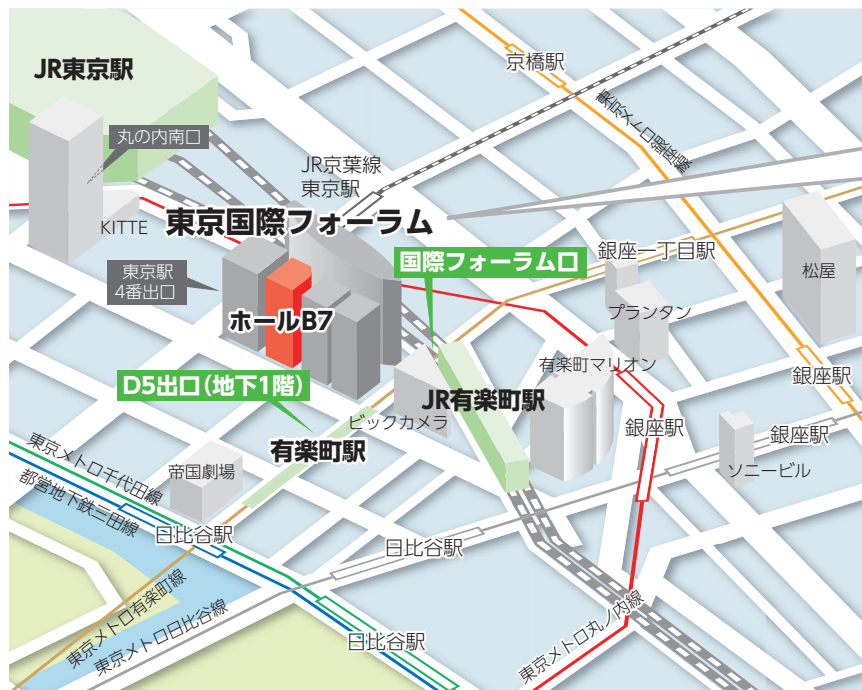 JR東京駅
京橋駅
東京メトロ銀座線
丸の内南口
JR京葉線
東京駅
KITTE
東京国際フォーラム
国際フォーラム口
銀座一丁目駅
松屋
東京駅
4番出口
プランタン
ホールB7
有楽町マリオン
D5出口(地下1階)
JR有楽町駅
銀座駅
ビックカメラ
有楽町駅
銀座駅
銀座駅
東京メトロ千代田線
帝国劇場
ソニービル
都営地下鉄三田線
日比谷駅
日比谷駅
東京メトロ有楽町線
東京メトロ日比谷線
日比谷駅
東京メトロ丸ノ内線